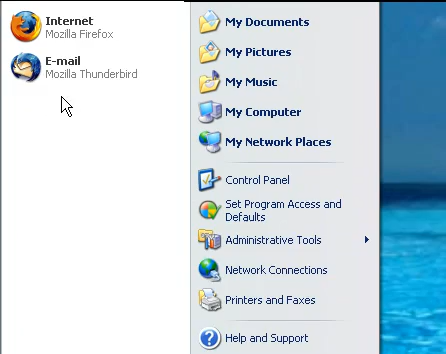 Internet
Mozilla Firefox
E-mail
Mozilla Thunderbird
My Documents
My Pictures
My Music
My Computer
My Network Places
Control Panel
Set Program Access and
Defaults
Administrative Tools
Network Connections
Printers and Faxes
Help and Support